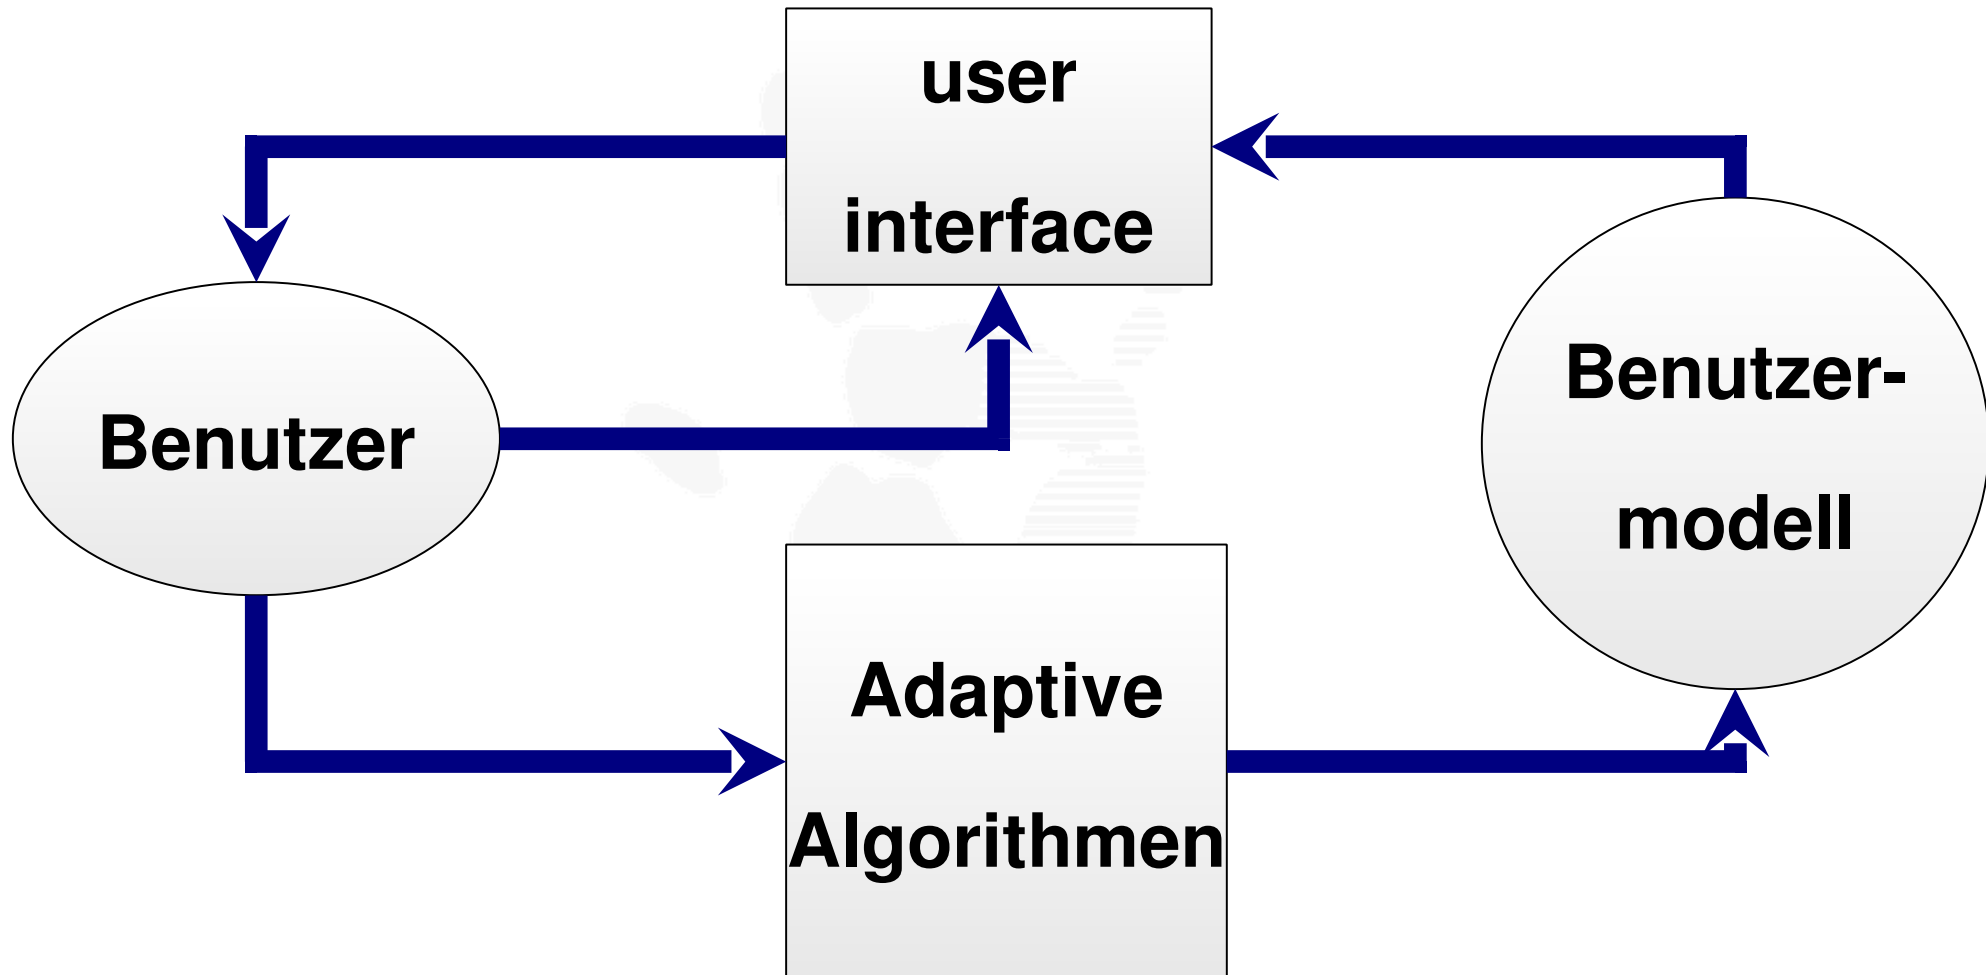 user
interface
Benutzer
Benutzer-
modell
Adaptive
Algorithmen